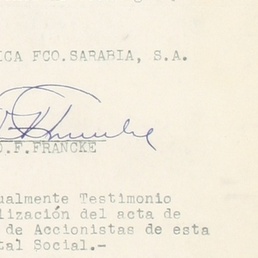 ICA FCO.SARABIA, S.A.
O.F.FRANCKE
ualmente Testimonio
lización del acta de
de Accionistas de esta
tal Social.-